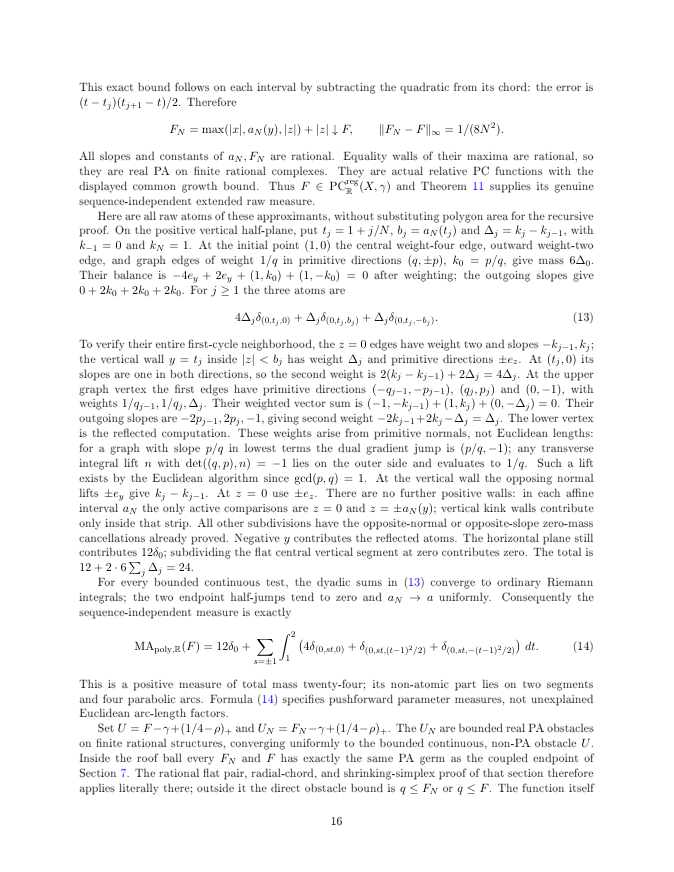 This exact bound follows on each interval by subtracting the quadratic from its chord: the error is
(t − t_j)(t_{j+1} − t)/2. Therefore
F_N = max(|x|, a_N(y), |z|) + |z| ↓ F,  ‖F_N − F‖_∞ = 1/(8N²).
All slopes and constants of a_N, F_N are rational. Equality walls of their maxima are rational, so
they are real PA on finite rational complexes. They are actual relative PC functions with the
displayed common growth bound. Thus F ∈ PC_ℝ^{reg}(X, γ) and Theorem 11 supplies its genuine
sequence-independent extended raw measure.
Here are all raw atoms of these approximants, without substituting polygon area for the recursive
proof. On the positive vertical half-plane, put t_j = 1 + j/N, b_j = a_N(t_j) and Δ_j = k_j − k_{j−1}, with
k_{−1} = 0 and k_N = 1. At the initial point (1, 0) the central weight-four edge, outward weight-two
edge, and graph edges of weight 1/q in primitive directions (q, ±p), k_0 = p/q, give mass 6Δ_0.
Their balance is −4e_y + 2e_y + (1, k_0) + (1, −k_0) = 0 after weighting; the outgoing slopes give
0 + 2k_0 + 2k_0 + 2k_0. For j ≥ 1 the three atoms are
4Δ_jδ_{(0,t_j,0)} + Δ_jδ_{(0,t_j,b_j)} + Δ_jδ_{(0,t_j,−b_j)}. (13)
To verify their entire first-cycle neighborhood, the z = 0 edges have weight two and slopes −k_{j−1}, k_j;
the vertical wall y = t_j inside |z| < b_j has weight Δ_j and primitive directions ±e_z. At (t_j, 0) its
slopes are one in both directions, so the second weight is 2(k_j − k_{j−1}) + 2Δ_j = 4Δ_j. At the upper
graph vertex the first edges have primitive directions (−q_{j−1}, −p_{j−1}), (q_j, p_j) and (0, −1), with
weights 1/q_{j−1}, 1/q_j, Δ_j. Their weighted vector sum is (−1, −k_{j−1}) + (1, k_j) + (0, −Δ_j) = 0. Their
outgoing slopes are −2p_{j−1}, 2p_j, −1, giving second weight −2k_{j−1}+2k_j−Δ_j = Δ_j. The lower vertex
is the reflected computation. These weights arise from primitive normals, not Euclidean lengths:
for a graph with slope p/q in lowest terms the dual gradient jump is (p/q, −1); any transverse
integral lift n with det((q, p), n) = −1 lies on the outer side and evaluates to 1/q. Such a lift
exists by the Euclidean algorithm since gcd(p, q) = 1. At the vertical wall the opposing normal
lifts ±e_y give k_j − k_{j−1}. At z = 0 use ±e_z. There are no further positive walls: in each affine
interval a_N the only active comparisons are z = 0 and z = ±a_N(y); vertical kink walls contribute
only inside that strip. All other subdivisions have the opposite-normal or opposite-slope zero-mass
cancellations already proved. Negative y contributes the reflected atoms. The horizontal plane still
contributes 12δ_0; subdividing the flat central vertical segment at zero contributes zero. The total is
12 + 2 · 6 ∑_j Δ_j = 24.
For every bounded continuous test, the dyadic sums in (13) converge to ordinary Riemann
integrals; the two endpoint half-jumps tend to zero and a_N → a uniformly. Consequently the
sequence-independent measure is exactly
MA_{poly,ℝ}(F) = 12δ_0 + ∑_{s=±1} ∫_1^2 (4δ_{(0,st,0)} + δ_{(0,st,(t−1)²/2)} + δ_{(0,st,−(t−1)²/2)}) dt. (14)
This is a positive measure of total mass twenty-four; its non-atomic part lies on two segments
and four parabolic arcs. Formula (14) specifies pushforward parameter measures, not unexplained
Euclidean arc-length factors.
Set U = F−γ+(1/4−ρ)_+ and U_N = F_N−γ+(1/4−ρ)_+. The U_N are bounded real PA obstacles
on finite rational structures, converging uniformly to the bounded continuous, non-PA obstacle U.
Inside the roof ball every F_N and F has exactly the same PA germ as the coupled endpoint of
Section 7. The rational flat pair, radial-chord, and shrinking-simplex proof of that section therefore
applies literally there; outside it the direct obstacle bound is q ≤ F_N or q ≤ F. The function itself
16